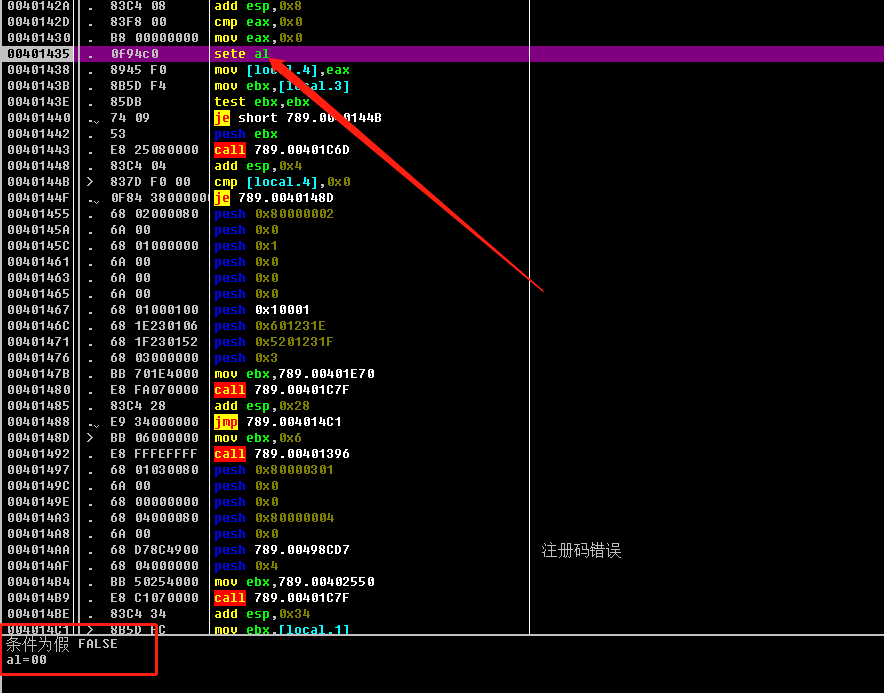 0040142A . 83C4 08 add esp,0x8
0040142D . 83F8 00 cmp eax,0x0
00401430 . B8 00000000 mov eax,0x0
00401435 . 0f94c0 sete al
00401438 . 8945 F0 mov [local.4],eax
0040143B . 8B5D F4 mov ebx,[local.3]
0040143E . 85DB test ebx,ebx
00401440 .⌄ 74 09 je short 789.0040144B
00401442 . 53 push ebx
00401443 . E8 25080000 call 789.00401C6D
00401448 . 83C4 04 add esp,0x4
0040144B > 837D F0 00 cmp [local.4],0x0
0040144F .⌄ 0F84 38000000 je 789.0040148D
00401455 . 68 02000080 push 0x80000002
0040145A . 6A 00 push 0x0
0040145C . 68 01000000 push 0x1
00401461 . 6A 00 push 0x0
00401463 . 6A 00 push 0x0
00401465 . 6A 00 push 0x0
00401467 . 68 01000100 push 0x10001
0040146C . 68 1E230106 push 0x601231E
00401471 . 68 1F230152 push 0x5201231F
00401476 . 68 03000000 push 0x3
0040147B . BB 701E4000 mov ebx,789.00401E70
00401480 . E8 FA070000 call 789.00401C7F
00401485 . 83C4 28 add esp,0x28
00401488 .⌄ E9 34000000 jmp 789.004014C1
0040148D > BB 06000000 mov ebx,0x6
00401492 . E8 FFFEFFFF call 789.00401396
00401497 . 68 01030080 push 0x80000301
0040149C . 6A 00 push 0x0
0040149E . 68 00000000 push 0x0
004014A3 . 68 04000080 push 0x80000004
004014A8 . 6A 00 push 0x0
004014AA . 68 D78C4900 push 789.00498CD7 注册码错误
004014AF . 68 04000000 push 0x4
004014B4 . BB 50254000 mov ebx,789.00402550
004014B9 . E8 C1070000 call 789.00401C7F
004014BE . 83C4 34 add esp,0x34
004014C1 > 8B5D FC mov ebx,[local.1]
条件为假 FALSE
al=00